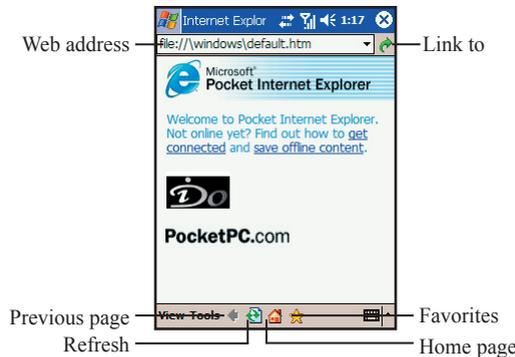 Internet Explor 1:17
Web address
file://\windows\default.htm
Link to
Microsoft®
Pocket Internet Explorer
Welcome to Pocket Internet Explorer.
Not online yet? Find out how to get
connected and save offline content.
iDo
PocketPC.com
View Tools
Previous page
Favorites
Refresh
Home page